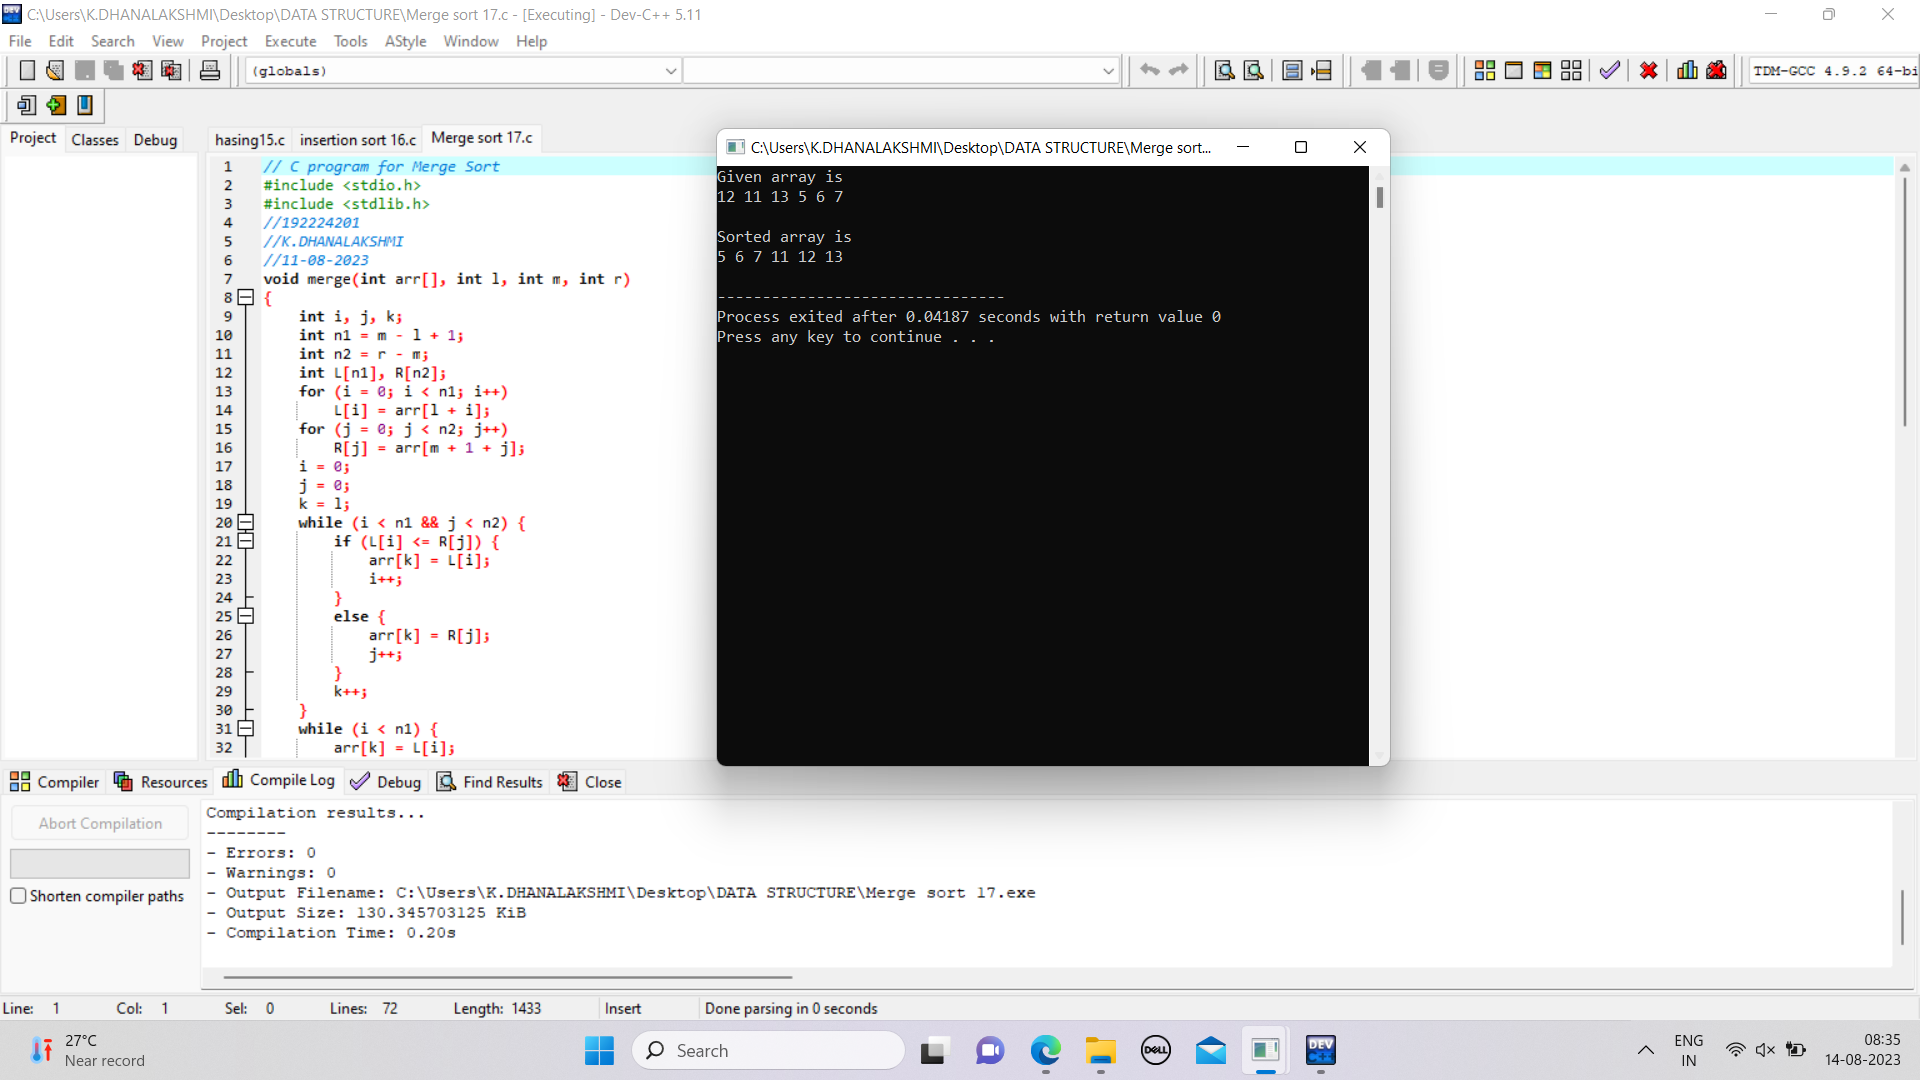 C:\Users\K.DHANALAKSHMI\Desktop\DATA STRUCTURE\Merge sort 17.c - [Executing] - Dev-C++ 5.11
File Edit Search View Project Execute Tools AStyle Window Help
(globals)
TDM-GCC 4.9.2 64-bi
Project Classes Debug
hasing15.c insertion sort 16.c Merge sort 17.c
1 // C program for Merge Sort
2 #include <stdio.h>
3 #include <stdlib.h>
4 //192224201
5 //K.DHANALAKSHMI
6 //11-08-2023
7 void merge(int arr[], int l, int m, int r)
8 {
9 int i, j, k;
10 int n1 = m - l + 1;
11 int n2 = r - m;
12 int L[n1], R[n2];
13 for (i = 0; i < n1; i++)
14 L[i] = arr[l + i];
15 for (j = 0; j < n2; j++)
16 R[j] = arr[m + 1 + j];
17 i = 0;
18 j = 0;
19 k = l;
20 while (i < n1 && j < n2) {
21 if (L[i] <= R[j]) {
22 arr[k] = L[i];
23 i++;
24 }
25 else {
26 arr[k] = R[j];
27 j++;
28 }
29 k++;
30 }
31 while (i < n1) {
32 arr[k] = L[i];
C:\Users\K.DHANALAKSHMI\Desktop\DATA STRUCTURE\Merge sort...
Given array is
12 11 13 5 6 7
Sorted array is
5 6 7 11 12 13
--------------------------------
Process exited after 0.04187 seconds with return value 0
Press any key to continue . . .
Compiler Resources Compile Log Debug Find Results Close
Abort Compilation
Shorten compiler paths
Compilation results...
--------
- Errors: 0
- Warnings: 0
- Output Filename: C:\Users\K.DHANALAKSHMI\Desktop\DATA STRUCTURE\Merge sort 17.exe
- Output Size: 130.345703125 KiB
- Compilation Time: 0.20s
Line: 1 Col: 1 Sel: 0 Lines: 72 Length: 1433 Insert Done parsing in 0 seconds
27°C
Near record
Search
DELL
DEV
C++
ENG
IN
08:35
14-08-2023